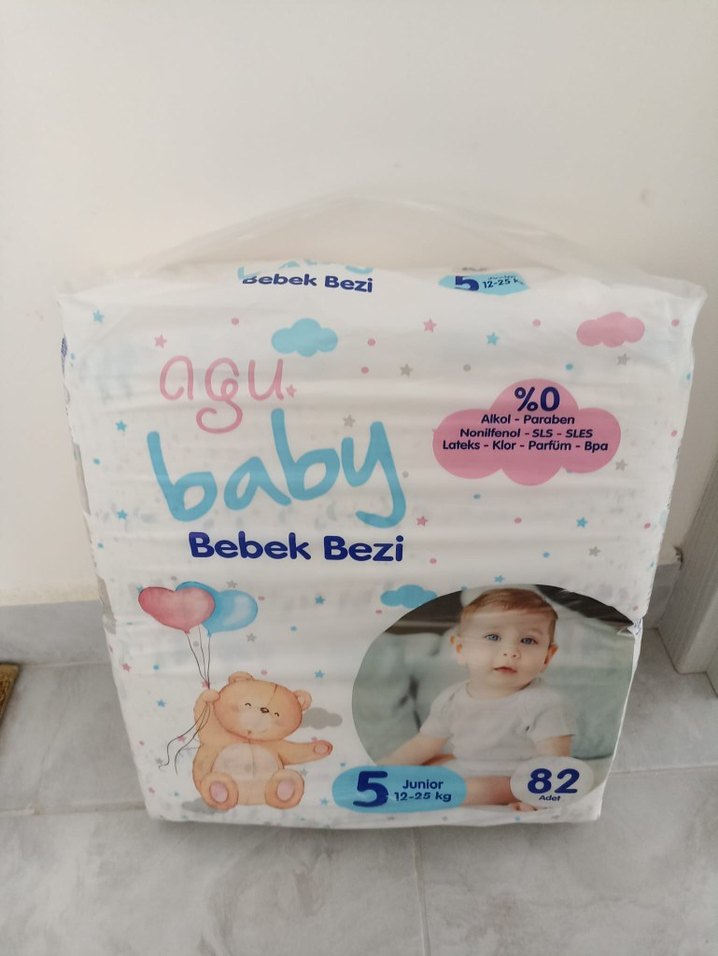 Bebek Bezi
5
12-25
agu
baby
Bebek Bezi
%0
Alkol - Paraben
Nonilfenol - SLS - SLES
Lateks - Klor - Parfüm - Bpa
5
Junior
12-25 kg
82
Adet